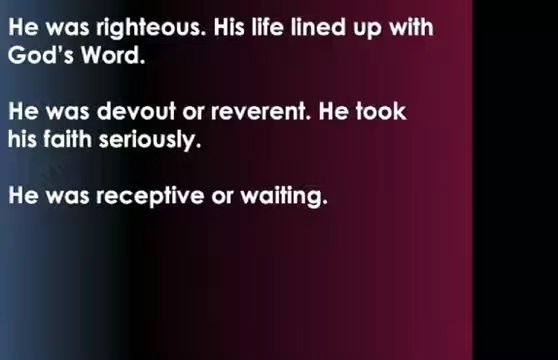 He was righteous. His life lined up with
God's Word.
He was devout or reverent. He took
his faith seriously.
He was receptive or waiting.